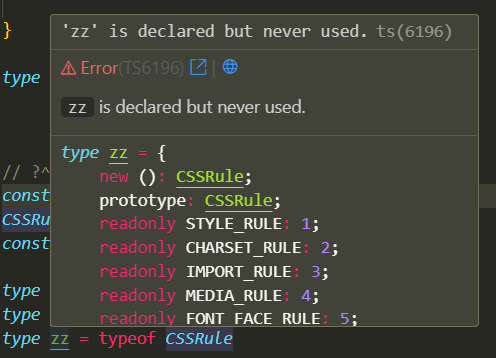 }
'zz' is declared but never used. ts(6196)
Error(TS6196) |
type
zz is declared but never used.
type zz = {
new (): CSSRule;
// ?^
prototype: CSSRule;
cons
readonly STYLE_RULE: 1;
CSSRu
readonly CHARSET_RULE: 2;
cons
readonly IMPORT_RULE: 3;
type
readonly MEDIA_RULE: 4;
type
readonly FONT_FACE_RULE: 5;
type zz = typeof CSSRule